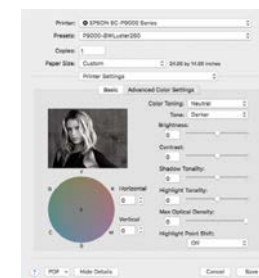 Printer: EPSON SC-P9000 Series
Presets: P9000-BWLuster260
Copies: 1
Paper Size: Custom 24.00 by 14.00 inches
Printer Settings
Basic Advanced Color Settings
Color Toning: Neutral
Tone: Darker
Brightness:
0
Contrast:
0
Shadow Tonality:
0
Highlight Tonality:
0
Max Optical Density:
0
Highlight Point Shift:
Off
Horizontal
0
Vertical
0
? PDF Hide Details Cancel Save